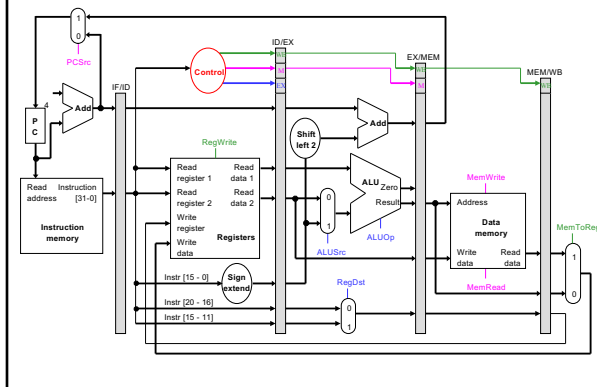 1
0
PCSrc
4
Add
P
C
IF/ID
Read
address
Instruction
[31-0]
Instruction
memory
Control
ID/EX
WB
M
EX
EX/MEM
WB
M
MEM/WB
WB
RegWrite
Read
register 1
Read
data 1
Read
register 2
Read
data 2
Write
register
Write
data
Registers
Shift
left 2
Add
ALU
Zero
Result
ALUOp
0
1
ALUSrc
Sign
extend
Instr [15 - 0]
Instr [20 - 16]
Instr [15 - 11]
RegDst
0
1
MemWrite
Address
Data
memory
Write
data
Read
data
MemRead
MemToReg
1
0